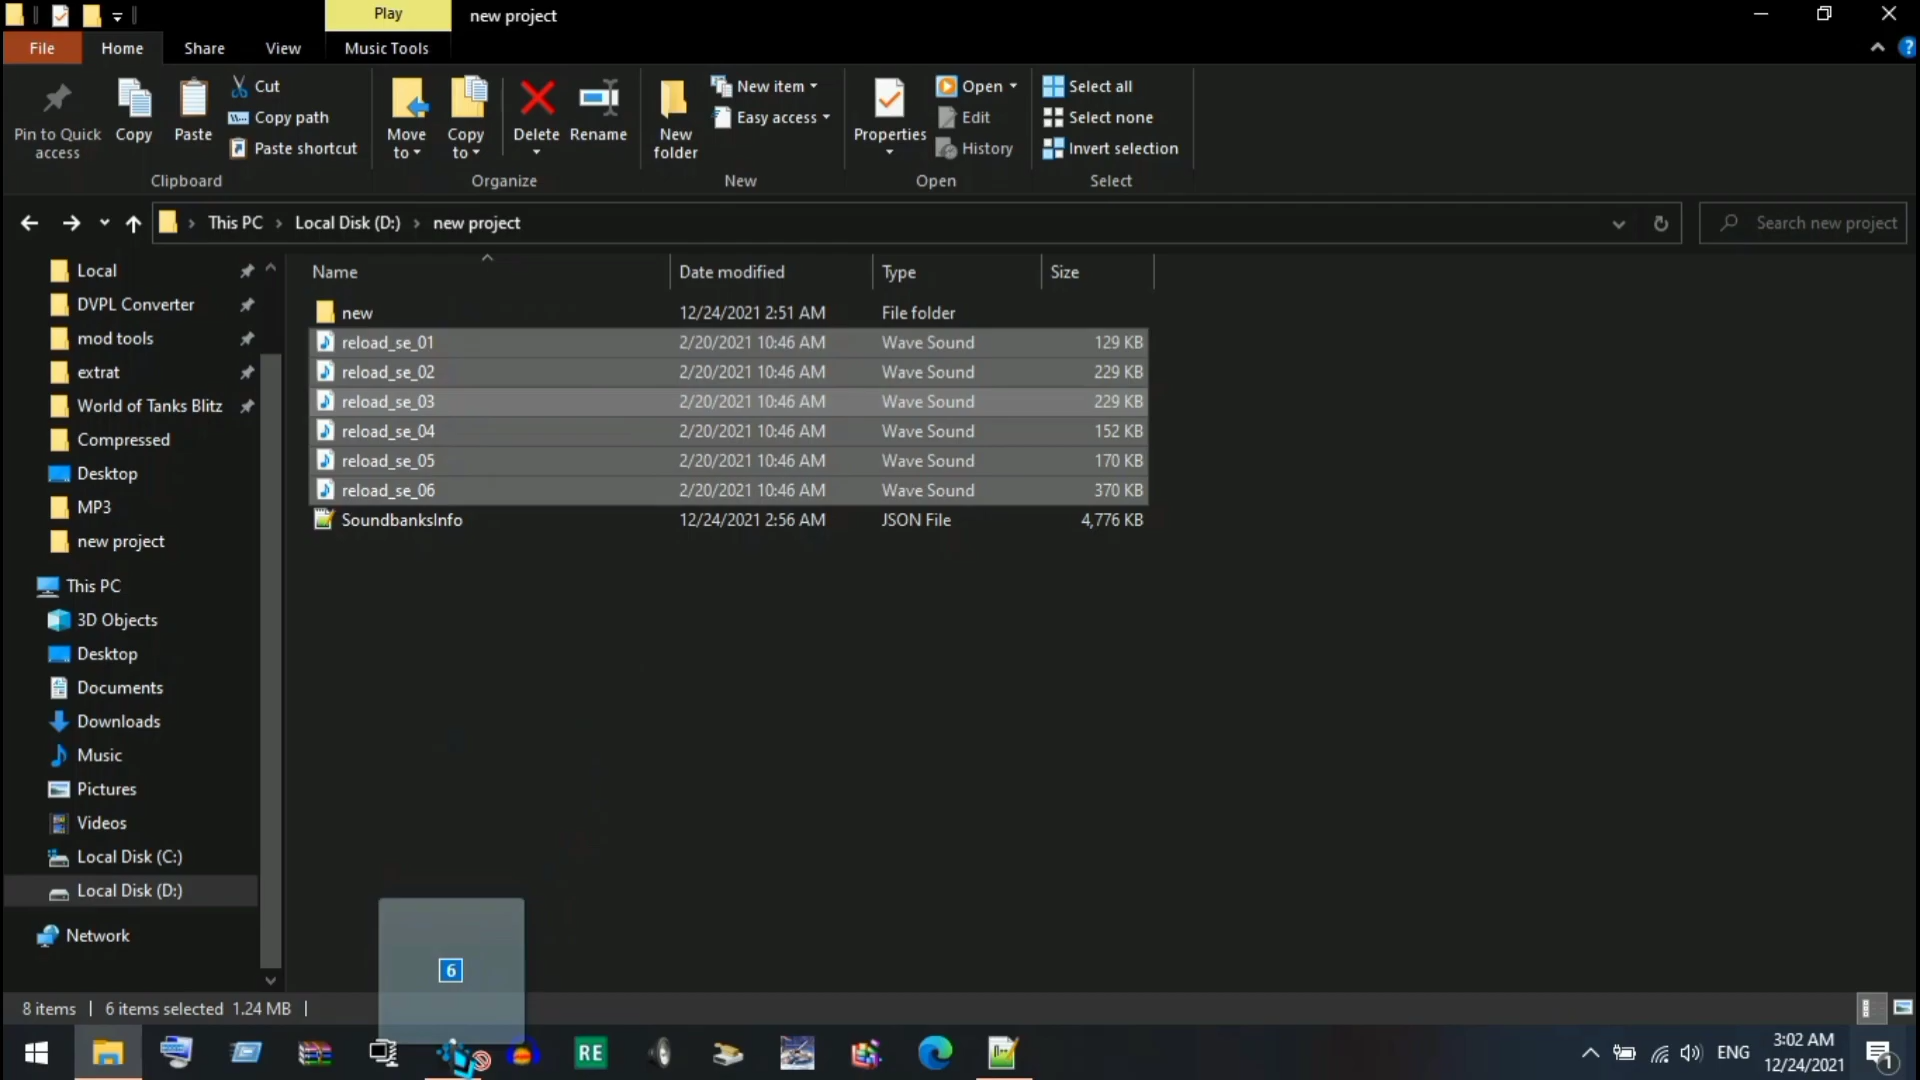 Play
new project
File
Home
Share
View
Music Tools
Pin to Quick
access
Copy
Paste
Cut
Copy path
Paste shortcut
Move
to
Copy
to
Delete
Rename
New
folder
New item
Easy access
Properties
Open
Edit
History
Select all
Select none
Invert selection
Clipboard
Organize
New
Open
Select
This PC
Local Disk (D:)
new project
Search new project
Local
DVPL Converter
mod tools
extrat
World of Tanks Blitz
Compressed
Desktop
MP3
new project
This PC
3D Objects
Desktop
Documents
Downloads
Music
Pictures
Videos
Local Disk (C:)
Local Disk (D:)
Network
Name Date modified Type Size
new 12/24/2021 2:51 AM File folder
reload_se_01 2/20/2021 10:46 AM Wave Sound 129 KB
reload_se_02 2/20/2021 10:46 AM Wave Sound 229 KB
reload_se_03 2/20/2021 10:46 AM Wave Sound 229 KB
reload_se_04 2/20/2021 10:46 AM Wave Sound 152 KB
reload_se_05 2/20/2021 10:46 AM Wave Sound 170 KB
reload_se_06 2/20/2021 10:46 AM Wave Sound 370 KB
SoundbanksInfo 12/24/2021 2:56 AM JSON File 4,776 KB
6
8 items 6 items selected 1.24 MB
RE
ENG
3:02 AM
12/24/2021
1